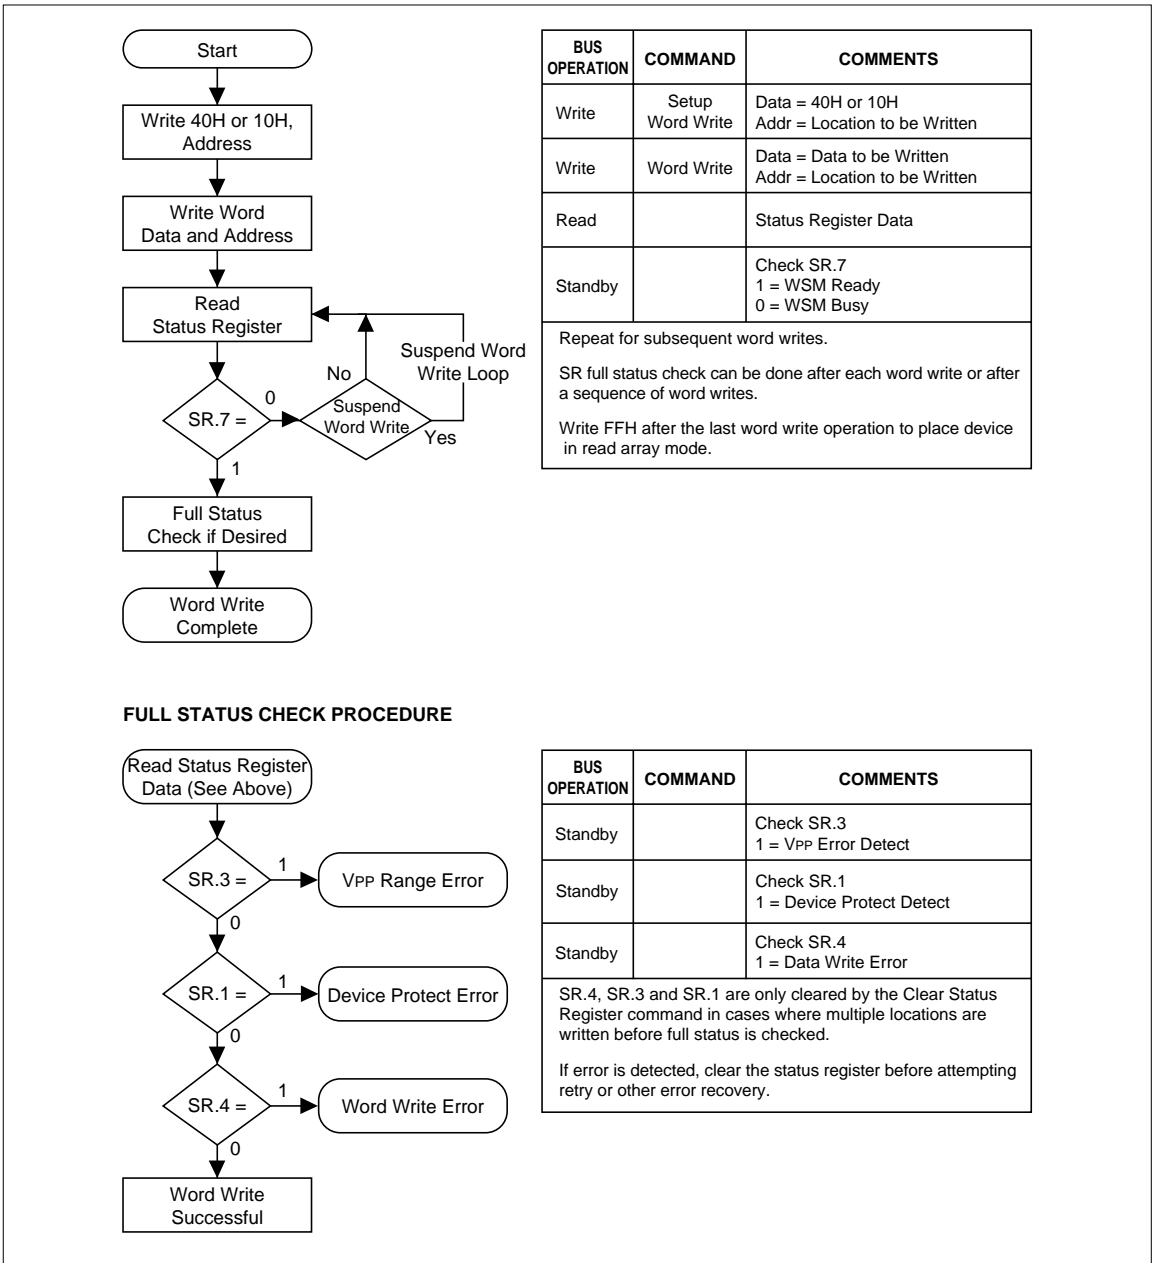 Start
Write 40H or 10H,
Address
Write Word
Data and Address
Read
Status Register
Suspend Word
Write Loop
No
SR.7 =
0
Suspend
Word Write
Yes
1
Full Status
Check if Desired
Word Write
Complete
BUS
OPERATION
COMMAND
COMMENTS
Write
Setup
Word Write
Data = 40H or 10H
Addr = Location to be Written
Write
Word Write
Data = Data to be Written
Addr = Location to be Written
Read
Status Register Data
Standby
Check SR.7
1 = WSM Ready
0 = WSM Busy
Repeat for subsequent word writes.
SR full status check can be done after each word write or after
a sequence of word writes.
Write FFH after the last word write operation to place device
in read array mode.
FULL STATUS CHECK PROCEDURE
Read Status Register
Data (See Above)
SR.3 =
1
VPP Range Error
0
SR.1 =
1
Device Protect Error
0
SR.4 =
1
Word Write Error
0
Word Write
Successful
BUS
OPERATION
COMMAND
COMMENTS
Standby
Check SR.3
1 = VPP Error Detect
Standby
Check SR.1
1 = Device Protect Detect
Standby
Check SR.4
1 = Data Write Error
SR.4, SR.3 and SR.1 are only cleared by the Clear Status
Register command in cases where multiple locations are
written before full status is checked.
If error is detected, clear the status register before attempting
retry or other error recovery.